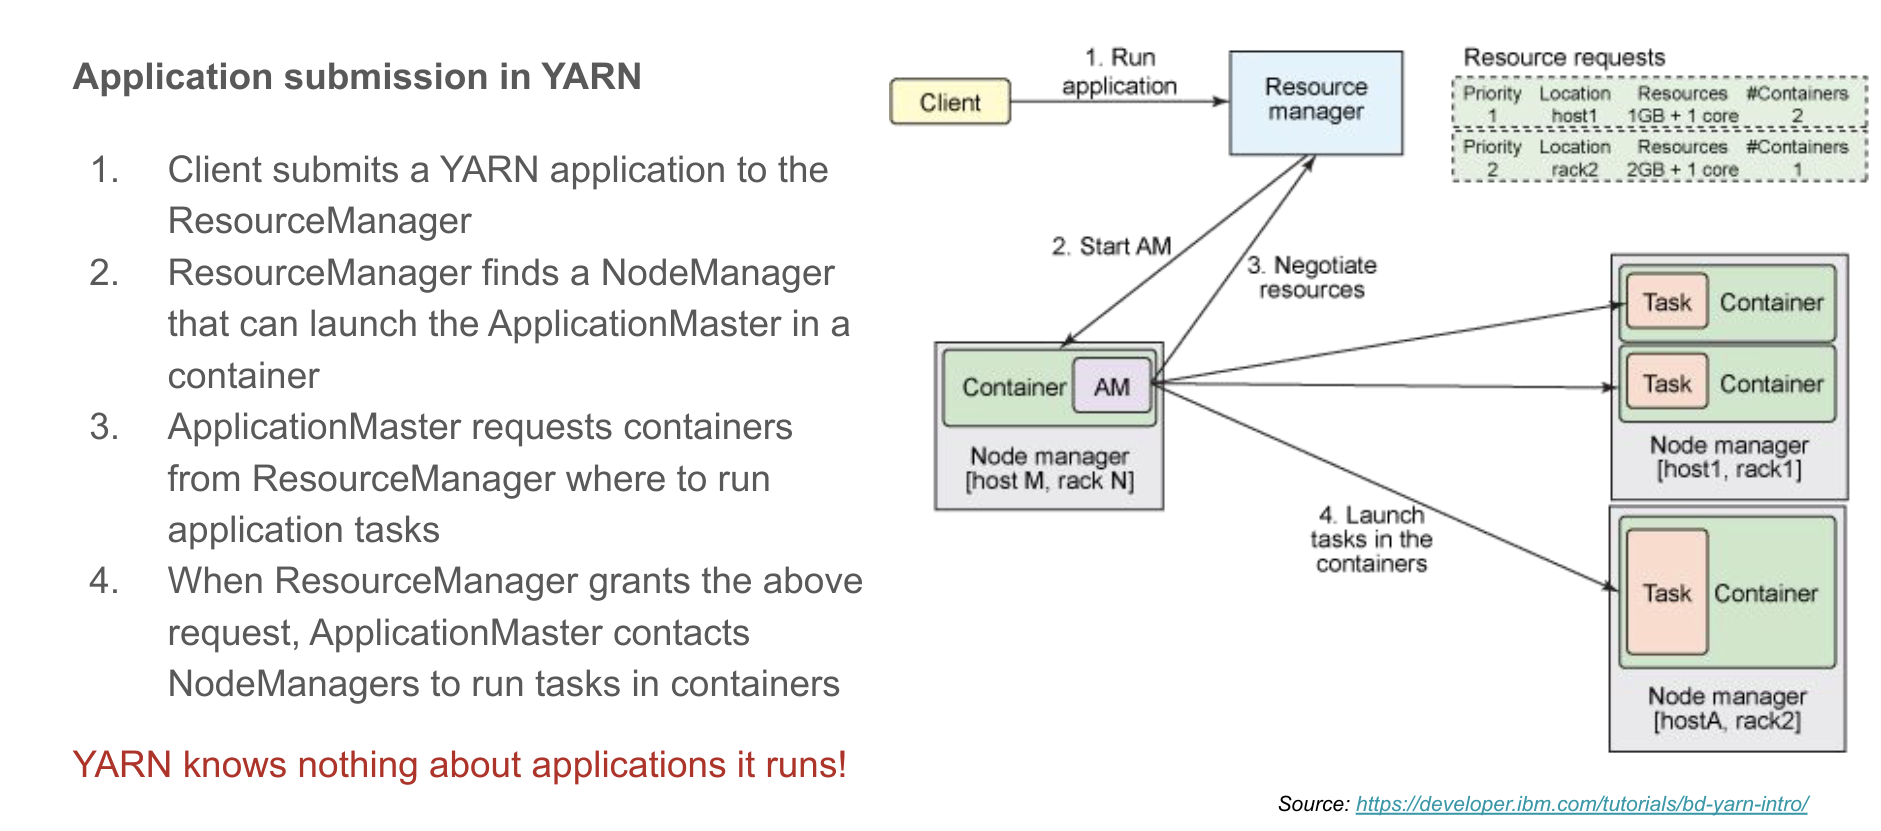 Application submission in YARN
1. Client submits a YARN application to the
ResourceManager
2. ResourceManager finds a NodeManager
that can launch the ApplicationMaster in a
container
3. ApplicationMaster requests containers
from ResourceManager where to run
application tasks
4. When ResourceManager grants the above
request, ApplicationMaster contacts
NodeManagers to run tasks in containers
YARN knows nothing about applications it runs!
Client
1. Run
application
Resource
manager
Resource requests
Priority Location Resources #Containers
1 host1 1GB + 1 core 2
Priority Location Resources #Containers
2 rack2 2GB + 1 core 1
2. Start AM
3. Negotiate
resources
Container AM
Node manager
[host M, rack N]
Task Container
Task Container
Node manager
[host1, rack1]
4. Launch
tasks in the
containers
Task Container
Node manager
[hostA, rack2]
Source: https://developer.ibm.com/tutorials/bd-yarn-intro/